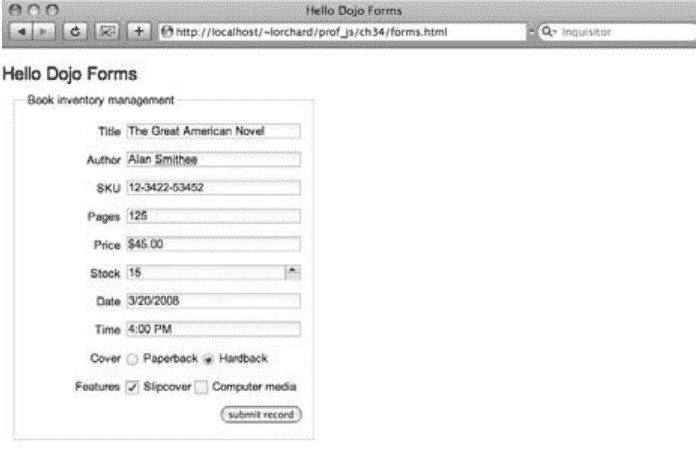 Hello Dojo Forms
http://localhost/~lorchard/prof_js/ch34/forms.html
Inquisitor
Hello Dojo Forms
Book inventory management
Title The Great American Novel
Author Alan Smithee
SKU 12-3422-53452
Pages 125
Price $45.00
Stock 15
Date 3/20/2008
Time 4:00 PM
Cover Paperback Hardback
Features Slipcover Computer media
submit record